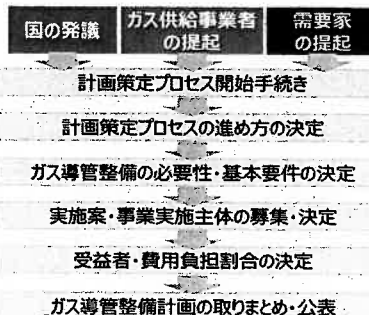 国の発議
ガス供給事業者
の提起
需要家
の提起
計画策定プロセス開始手続き
計画策定プロセスの進め方の決定
ガス導管整備の必要性・基本要件の決定
実施案・事業実施主体の募集・決定
受益者・費用負担割合の決定
ガス導管整備計画の取りまとめ・公表